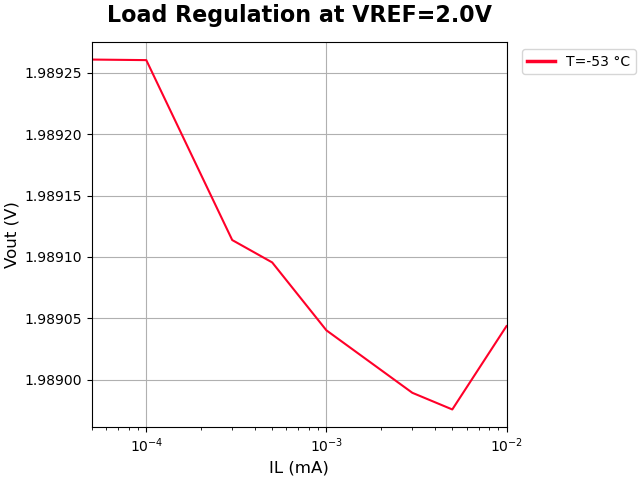 Load Regulation at VREF=2.0V
T=-53 °C
Vout (V)
1.98925
1.98920
1.98915
1.98910
1.98905
1.98900
10⁻⁴
10⁻³
10⁻²
IL (mA)